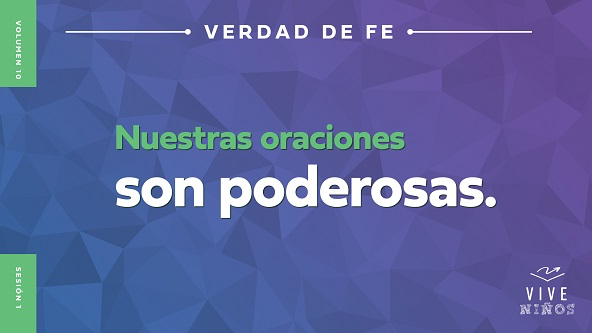 VOLUMEN 10
VERDAD DE FE
Nuestras oraciones
son poderosas.
SESIÓN 1
VIVE
NIÑOS